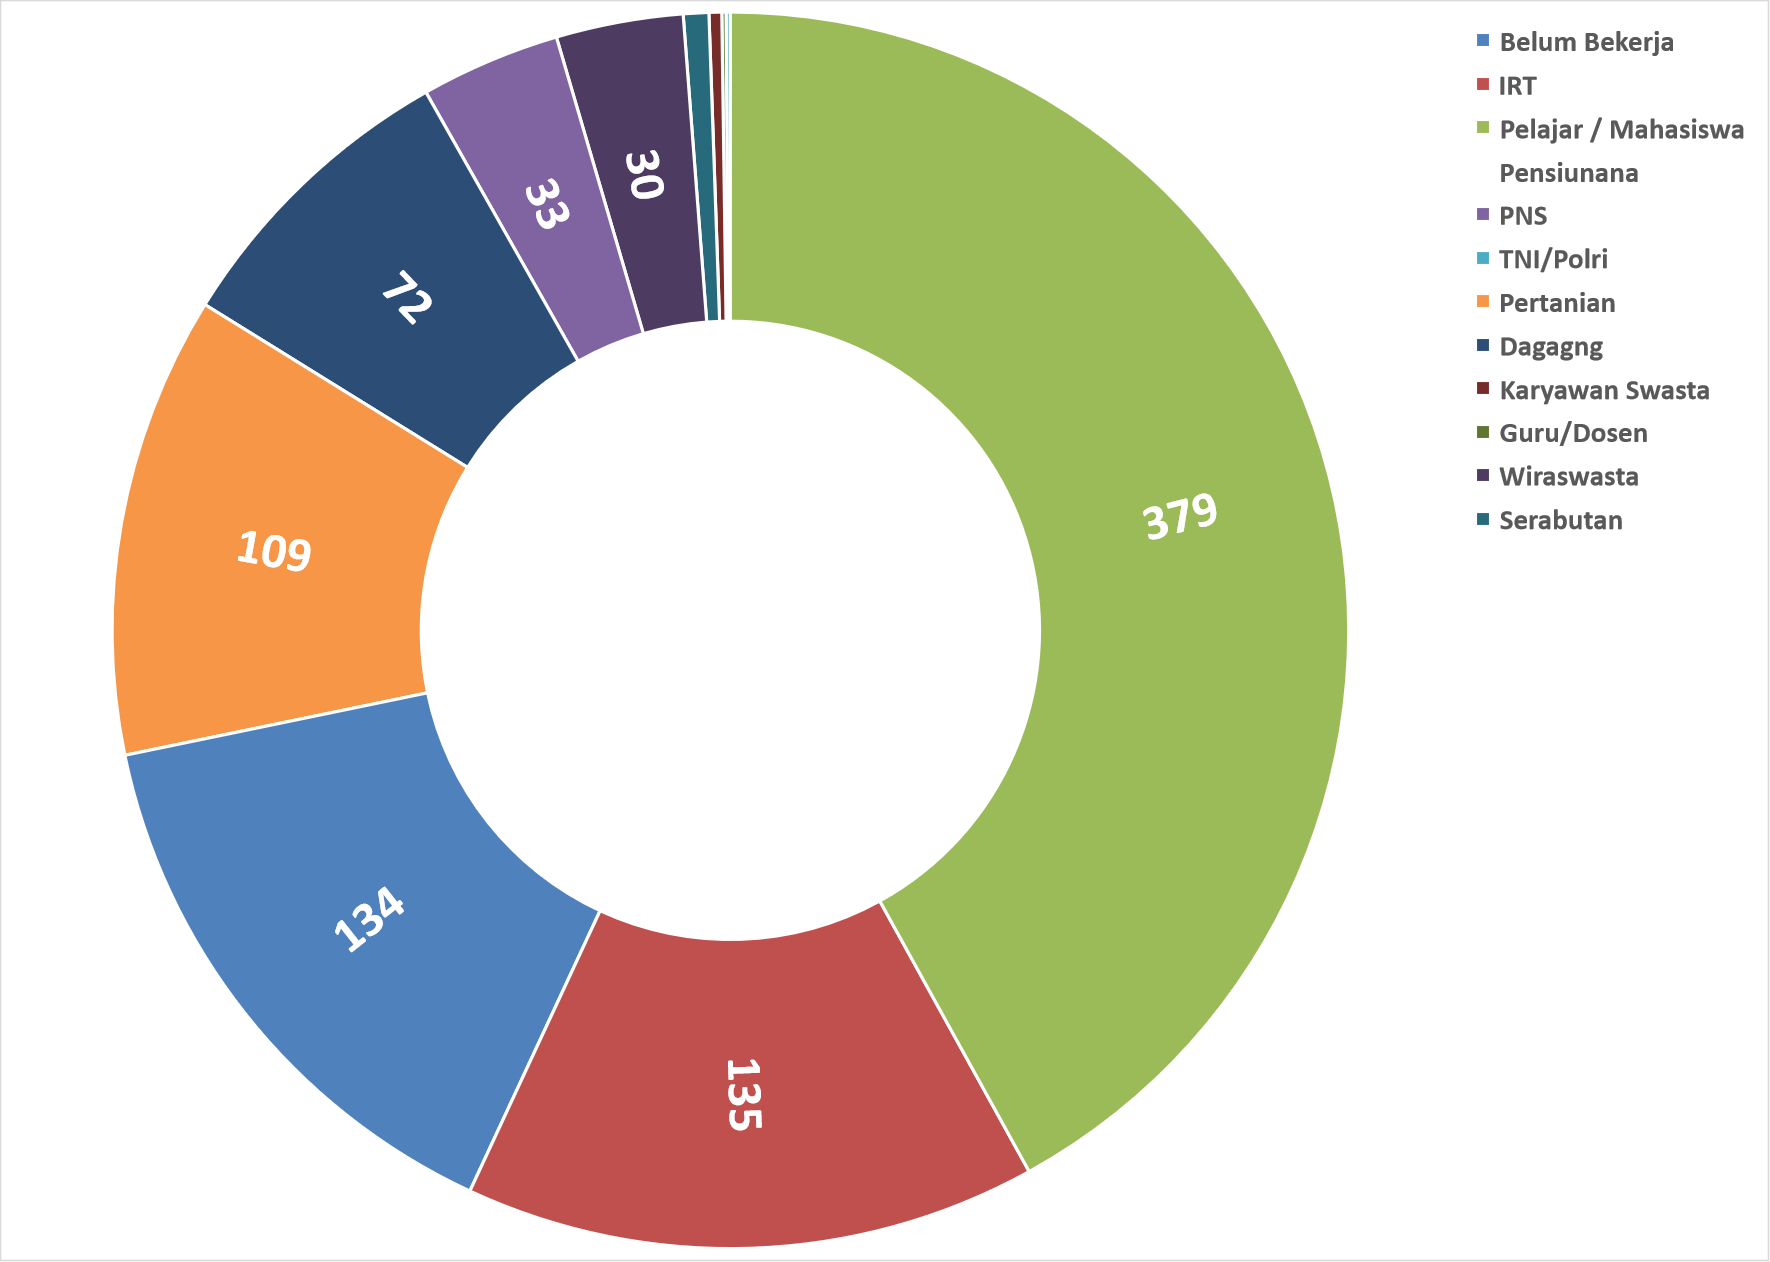 Belum Bekerja
IRT
Pelajar / Mahasiswa
Pensiunana
PNS
TNI/Polri
Pertanian
Dagagng
Karyawan Swasta
Guru/Dosen
Wiraswasta
Serabutan
379
135
134
109
72
33
30